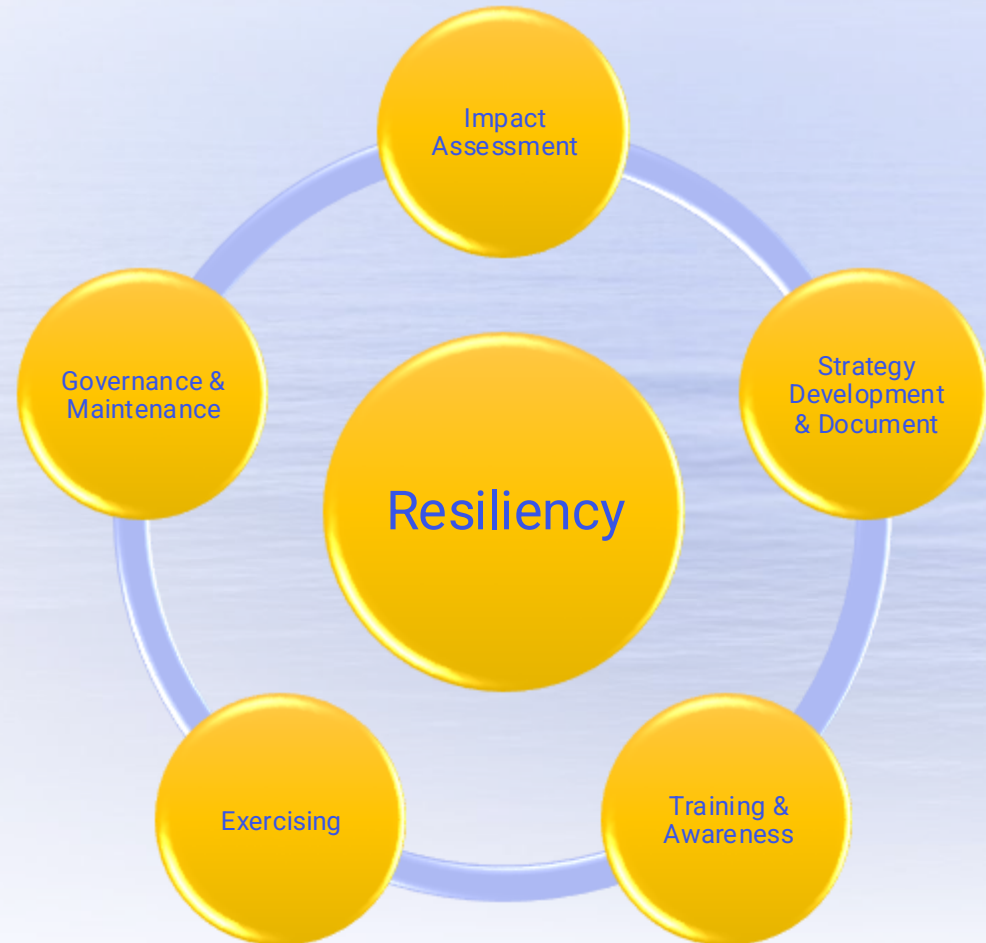 Impact
Assessment
Strategy
Development
& Document
Training &
Awareness
Exercising
Governance &
Maintenance
Resiliency